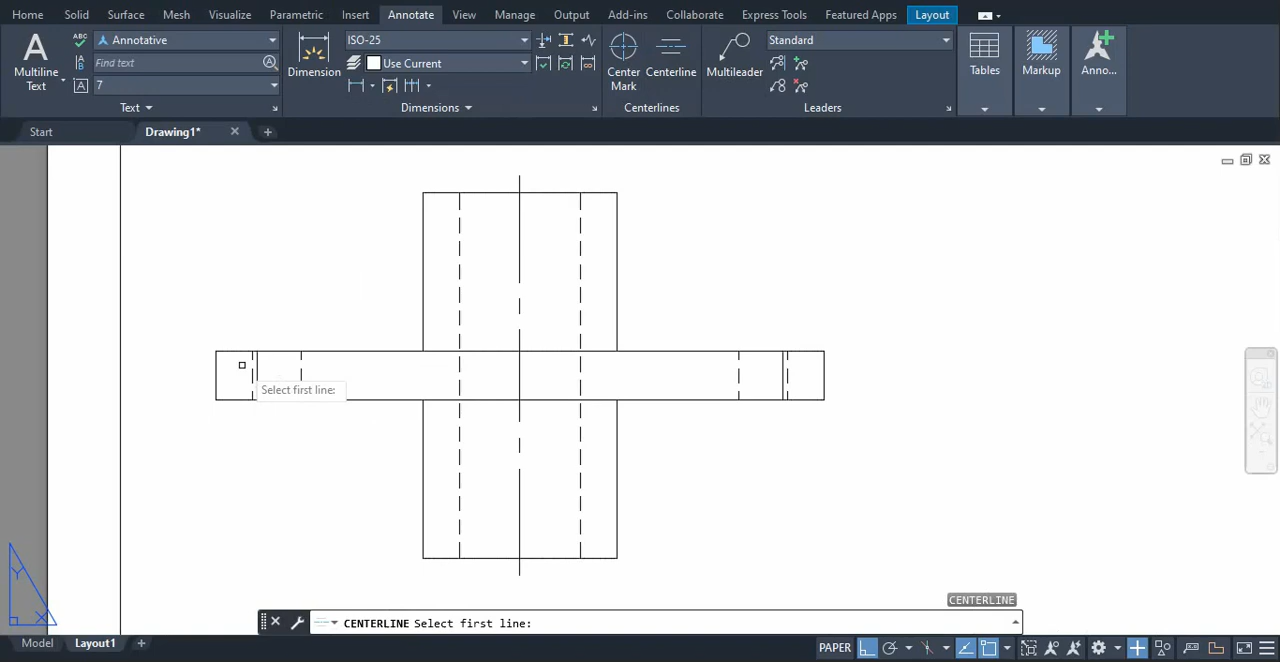 Home Solid Surface Mesh Visualize Parametric Insert Annotate View Manage Output Add-ins Collaborate Express Tools Featured Apps Layout
A ABC Annotative
ISO-25
Standard
Find text
Use Current
Multiline Text
Dimension
Center Mark
Centerline
Multileader
Tables
Markup
Anno...
7
Text
Dimensions
Centerlines
Leaders
Start
Drawing1*
Select first line:
Y
X
CENTERLINE
CENTERLINE Select first line:
Model
Layout1
PAPER